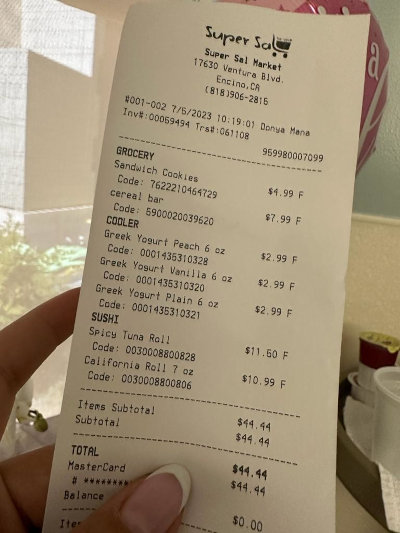 Super Sal
Super Sal Market
17630 Ventura Blvd.
Encino,CA
(818)906-2815
#001-002 7/5/2023 10:19:01 Donya Mana
Inv#:00059494 Trs#:061108
959980007099
GROCERY
Sandwich Cookies $4.99 F
Code: 7622210464729
cereal bar $7.99 F
Code: 5900020039620
COOLER
Greek Yogurt Peach 6 oz $2.99 F
Code: 0001435310328
Greek Yogurt Vanilla 6 oz $2.99 F
Code: 0001435310320
Greek Yogurt Plain 6 oz $2.99 F
Code: 0001435310321
SUSHI
Spicy Tuna Roll $11.50 F
Code: 0030008800828
California Roll 7 oz $10.99 F
Code: 0030008800806
Items Subtotal $44.44
Subtotal $44.44
TOTAL $44.44
MasterCard $44.44
# ********
Balance $0.00